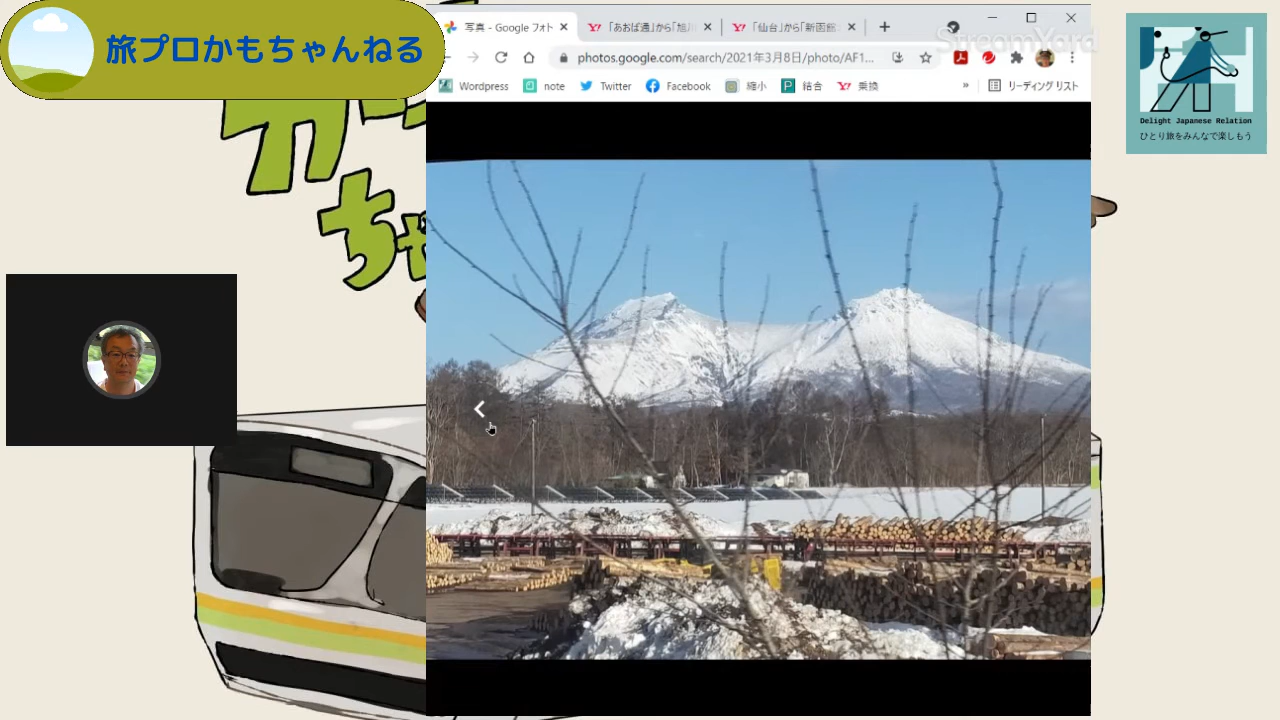 旅プロかもちゃんねる
写真 - Google フォト
「あおば通」から「旭川
「仙台」から「新函館
StreamYard
photos.google.com/search/2021年3月8日/photo/AF1...
Wordpress
note
Twitter
Facebook
縮小
結合
乗換
»
リーディング リスト
Delight Japanese Relation
ひとり旅をみんなで楽しもう
ちゃ